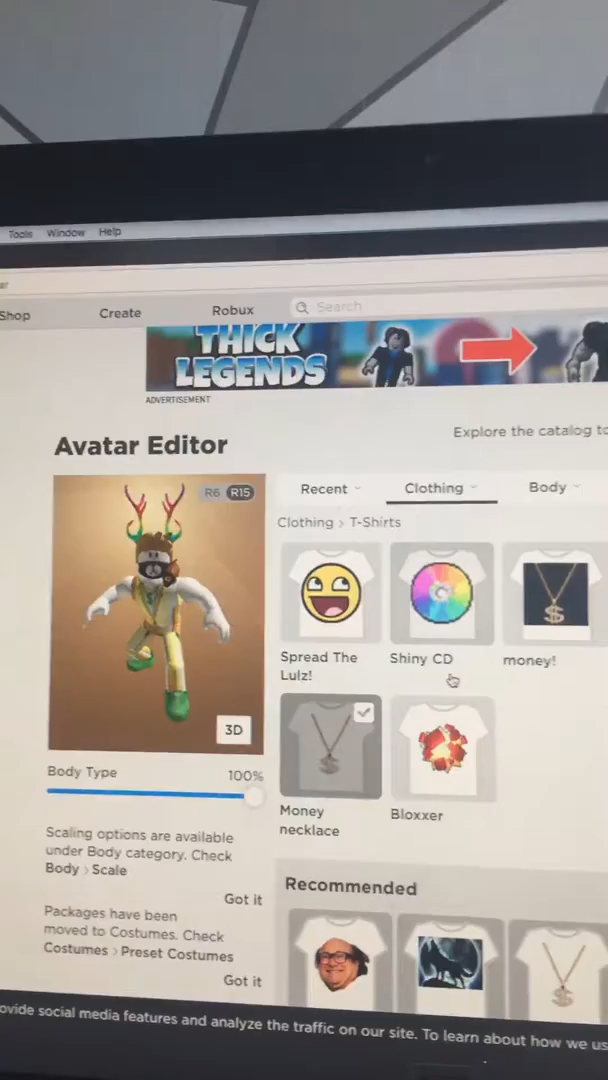 Tools Window Help
ar
Shop Create Robux Search
THICK
LEGENDS
ADVERTISEMENT
Avatar Editor
Explore the catalog to
R6 R15
Recent Clothing Body
Clothing > T-Shirts
Spread The
Lulz!
Shiny CD
money!
3D
Body Type 100%
Money
necklace
Bloxxer
Scaling options are available
under Body category. Check
Body > Scale
Got it
Packages have been
moved to Costumes. Check
Costumes > Preset Costumes
Got it
Recommended
ovide social media features and analyze the traffic on our site. To learn about how we us